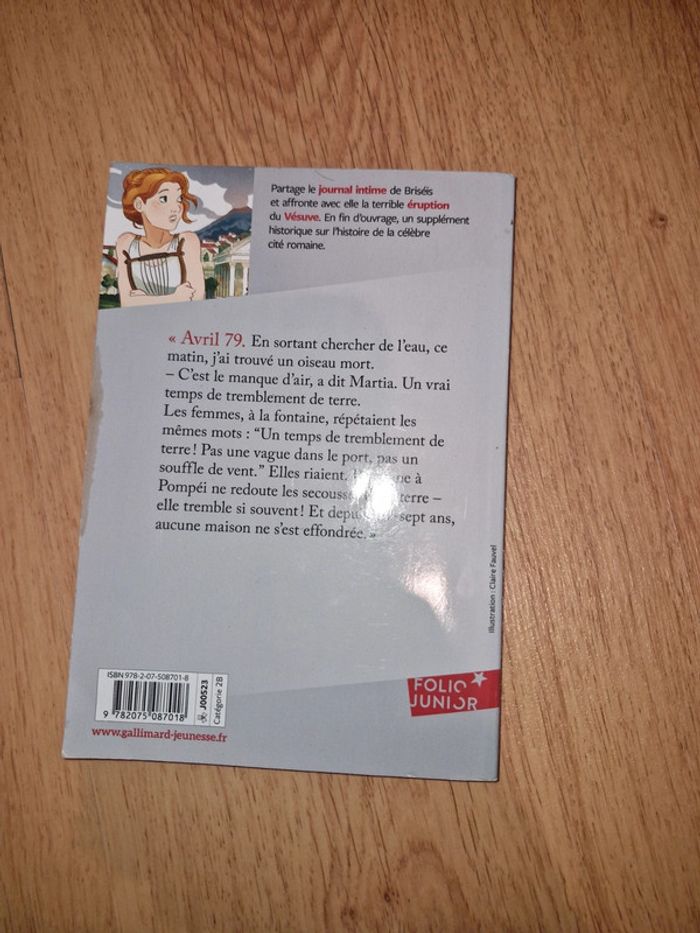 Partage le journal intime de Briséis
et affronte avec elle la terrible éruption
du Vésuve. En fin d'ouvrage, un supplément
historique sur l'histoire de la célèbre
cité romaine.
« Avril 79. En sortant chercher de l'eau, ce
matin, j'ai trouvé un oiseau mort.
– C'est le manque d'air, a dit Martia. Un vrai
temps de tremblement de terre.
Les femmes, à la fontaine, répétaient les
mêmes mots : "Un temps de tremblement de
terre ! Pas une vague dans le port, pas un
souffle de vent." Elles riaient. à
Pompéi ne redoute les terre –
elle tremble si souvent ! Et ans,
aucune maison ne s'est effondrée. »
Illustration : Claire Fauvel
ISBN 978-2-07-508701-8
9 782075 087018
J00523
Catégorie 2B
www.gallimard-jeunesse.fr
FOLIO
JUNIOR